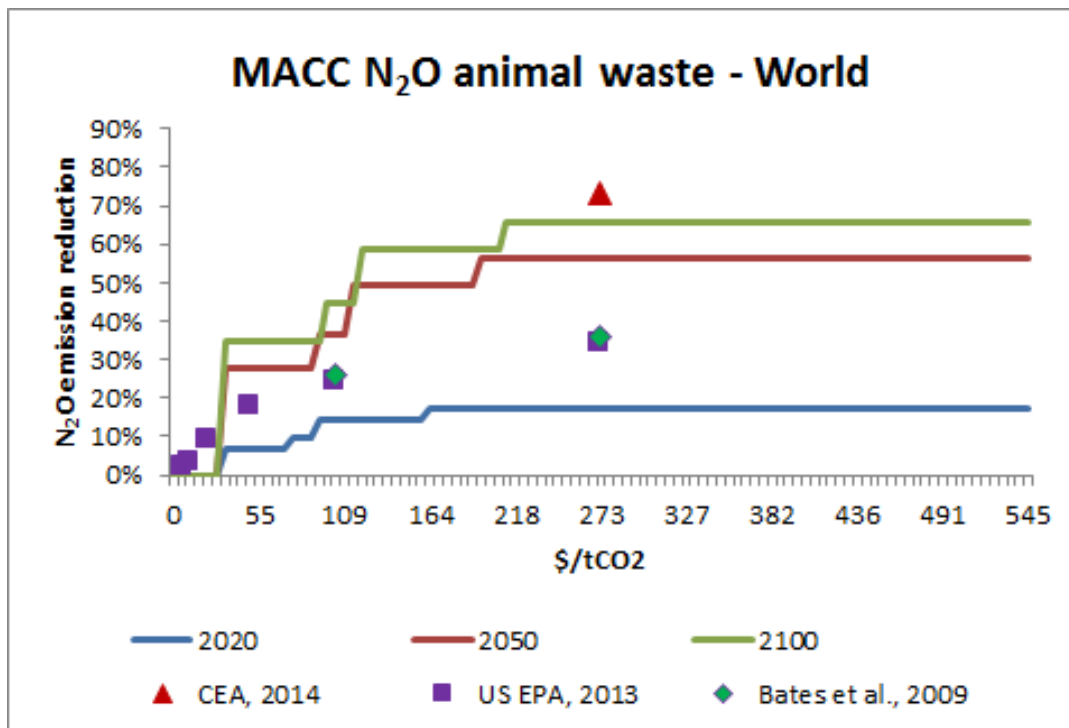 MACC N₂O animal waste - World
N₂O emission reduction
90%
80%
70%
60%
50%
40%
30%
20%
10%
0%
0 55 109 164 218 273 327 382 436 491 545
$/tCO2
2020 2050 2100
CEA, 2014 US EPA, 2013 Bates et al., 2009